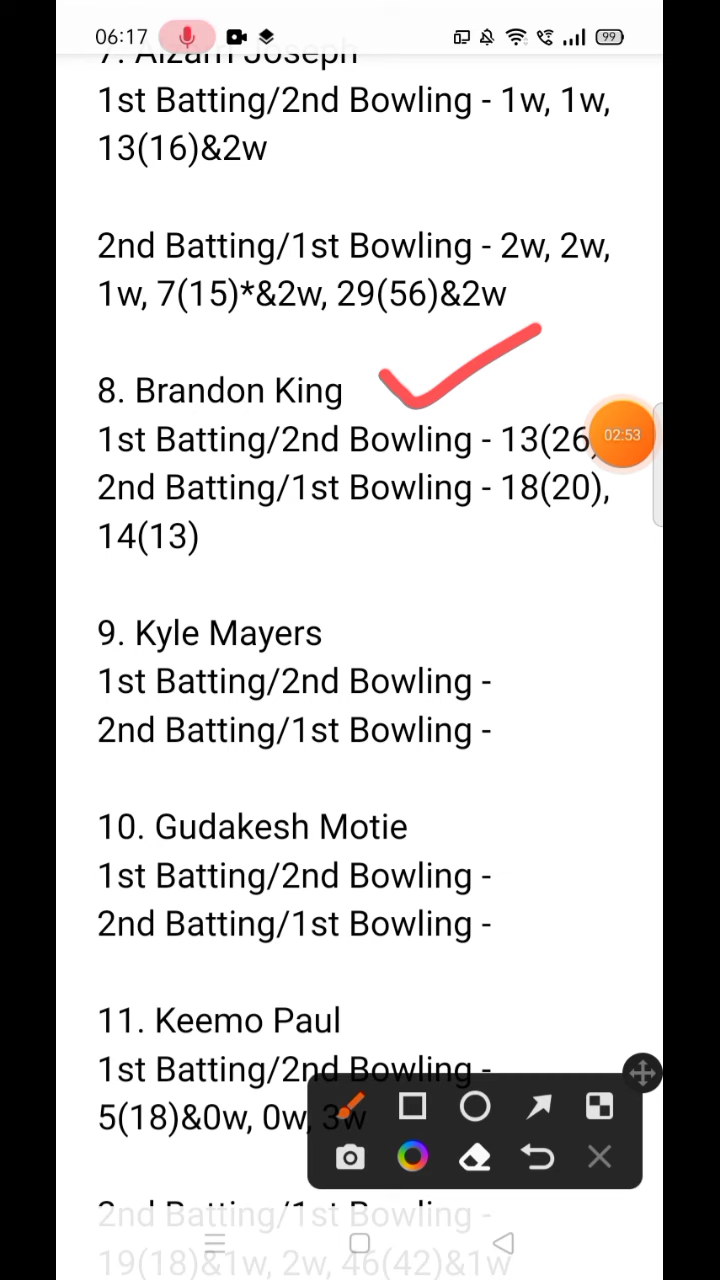 06:17
99
7. Alzarri Joseph
1st Batting/2nd Bowling - 1w, 1w,
13(16)&2w
2nd Batting/1st Bowling - 2w, 2w,
1w, 7(15)*&2w, 29(56)&2w
8. Brandon King
1st Batting/2nd Bowling - 13(26
02:53
2nd Batting/1st Bowling - 18(20),
14(13)
9. Kyle Mayers
1st Batting/2nd Bowling -
2nd Batting/1st Bowling -
10. Gudakesh Motie
1st Batting/2nd Bowling -
2nd Batting/1st Bowling -
11. Keemo Paul
1st Batting/2nd Bowling -
5(18)&0w, 0w, 3w
2nd Batting/1st Bowling -
19(18)&1w, 2w, 46(42)&1w